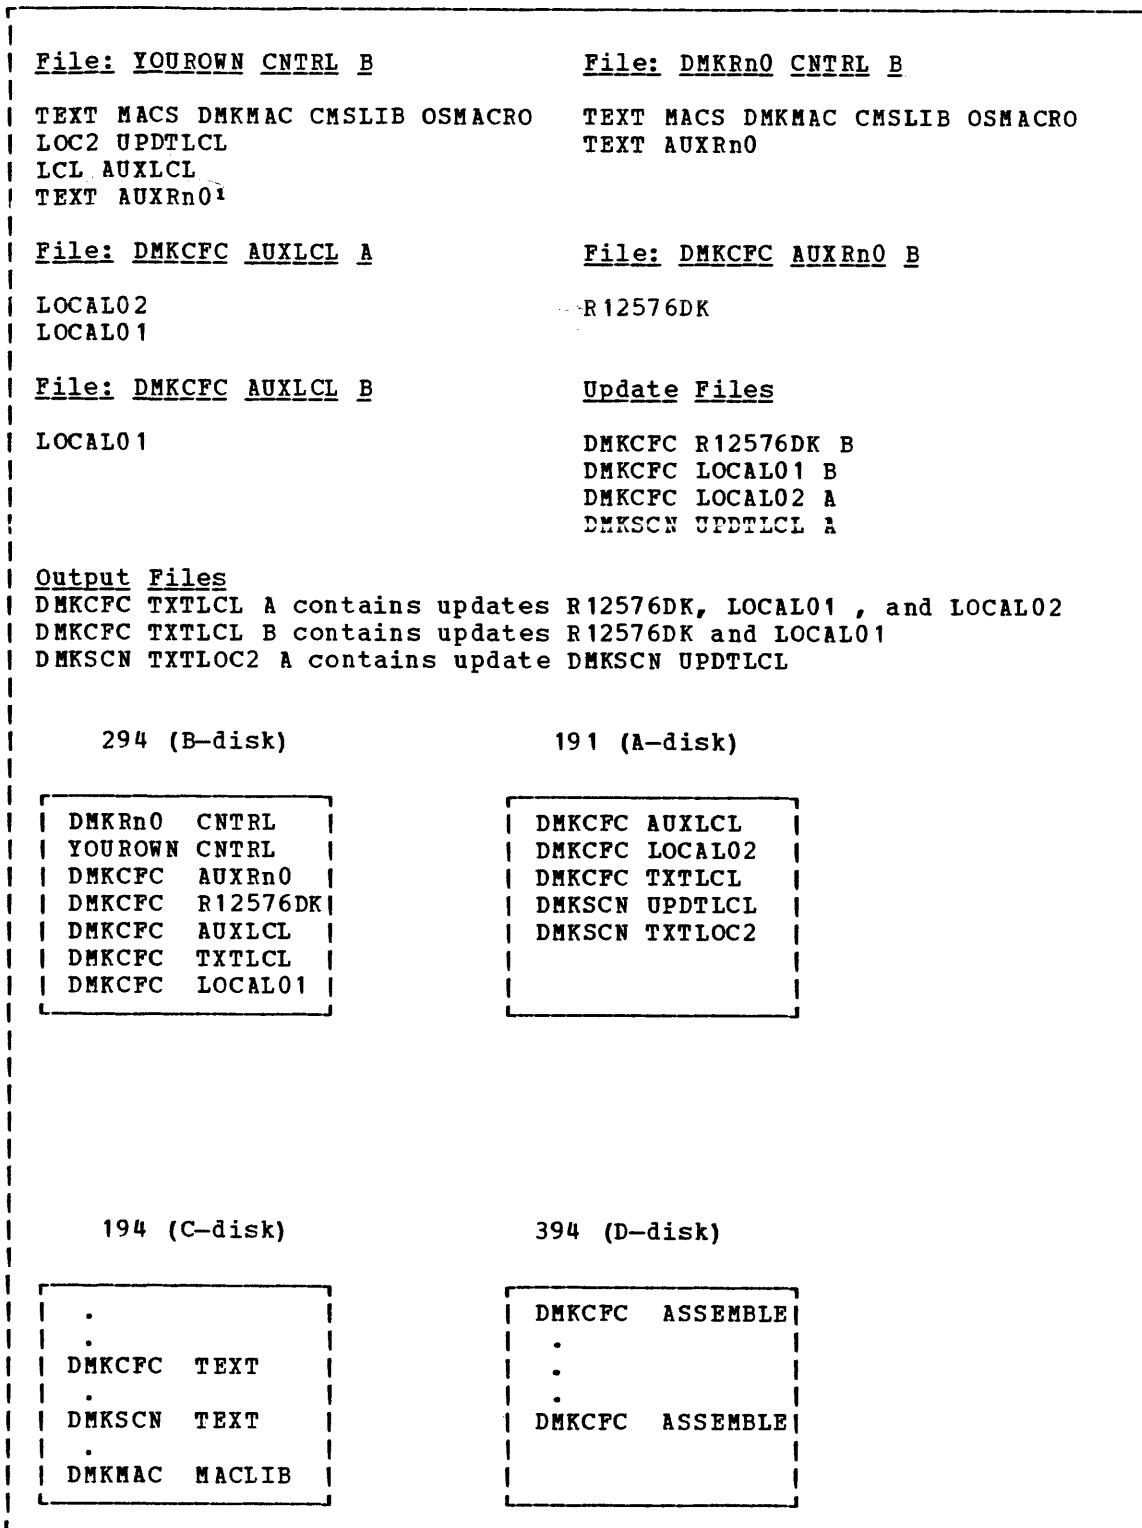 File: YOUROWN CNTRL B
TEXT MACS DMKMAC CMSLIB OSMACRO
LOC2 UPDTLCL
LCL AUXLCL
TEXT AUXRn0¹
File: DMKRn0 CNTRL B
TEXT MACS DMKMAC CMSLIB OSMACRO
TEXT AUXRn0
File: DMKCFC AUXLCL A
LOCAL02
LOCAL01
File: DMKCFC AUXRn0 B
R12576DK
File: DMKCFC AUXLCL B
LOCAL01
Update Files
DMKCFC R12576DK B
DMKCFC LOCAL01 B
DMKCFC LOCAL02 A
DMKSCN UPDTLCL A
Output Files
DMKCFC TXTLCL A contains updates R12576DK, LOCAL01 , and LOCAL02
DMKCFC TXTLCL B contains updates R12576DK and LOCAL01
DMKSCN TXTLOC2 A contains update DMKSCN UPDTLCL
294 (B-disk)
DMKRn0 CNTRL
YOUROWN CNTRL
DMKCFC AUXRn0
DMKCFC R12576DK
DMKCFC AUXLCL
DMKCFC TXTLCL
DMKCFC LOCAL01
191 (A-disk)
DMKCFC AUXLCL
DMKCFC LOCAL02
DMKCFC TXTLCL
DMKSCN UPDTLCL
DMKSCN TXTLOC2
194 (C-disk)
.
.
DMKCFC TEXT
.
DMKSCN TEXT
.
DMKMAC MACLIB
394 (D-disk)
DMKCFC ASSEMBLE
.
.
.
DMKCFC ASSEMBLE